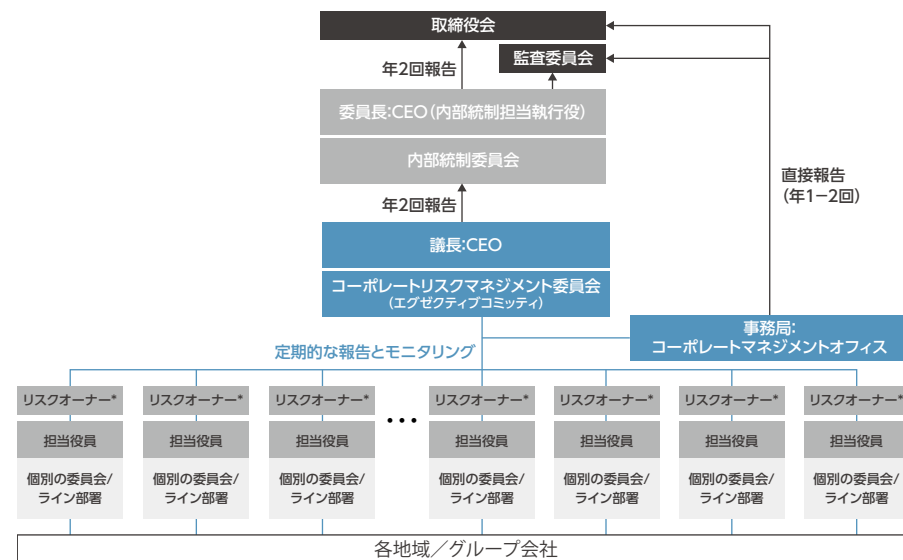 取締役会
監査委員会
年2回報告
委員長:CEO(内部統制担当執行役)
内部統制委員会
直接報告
(年1−2回)
年2回報告
議長:CEO
コーポレートリスクマネジメント委員会
(エグゼクティブコミッティ)
事務局:
コーポレートマネジメントオフィス
定期的な報告とモニタリング
リスクオーナー* リスクオーナー* リスクオーナー* ••• リスクオーナー* リスクオーナー* リスクオーナー* リスクオーナー*
担当役員 担当役員 担当役員 担当役員 担当役員 担当役員 担当役員
個別の委員会/ 個別の委員会/ 個別の委員会/ 個別の委員会/ 個別の委員会/ 個別の委員会/ 個別の委員会/
ライン部署 ライン部署 ライン部署 ライン部署 ライン部署 ライン部署 ライン部署
各地域/グループ会社